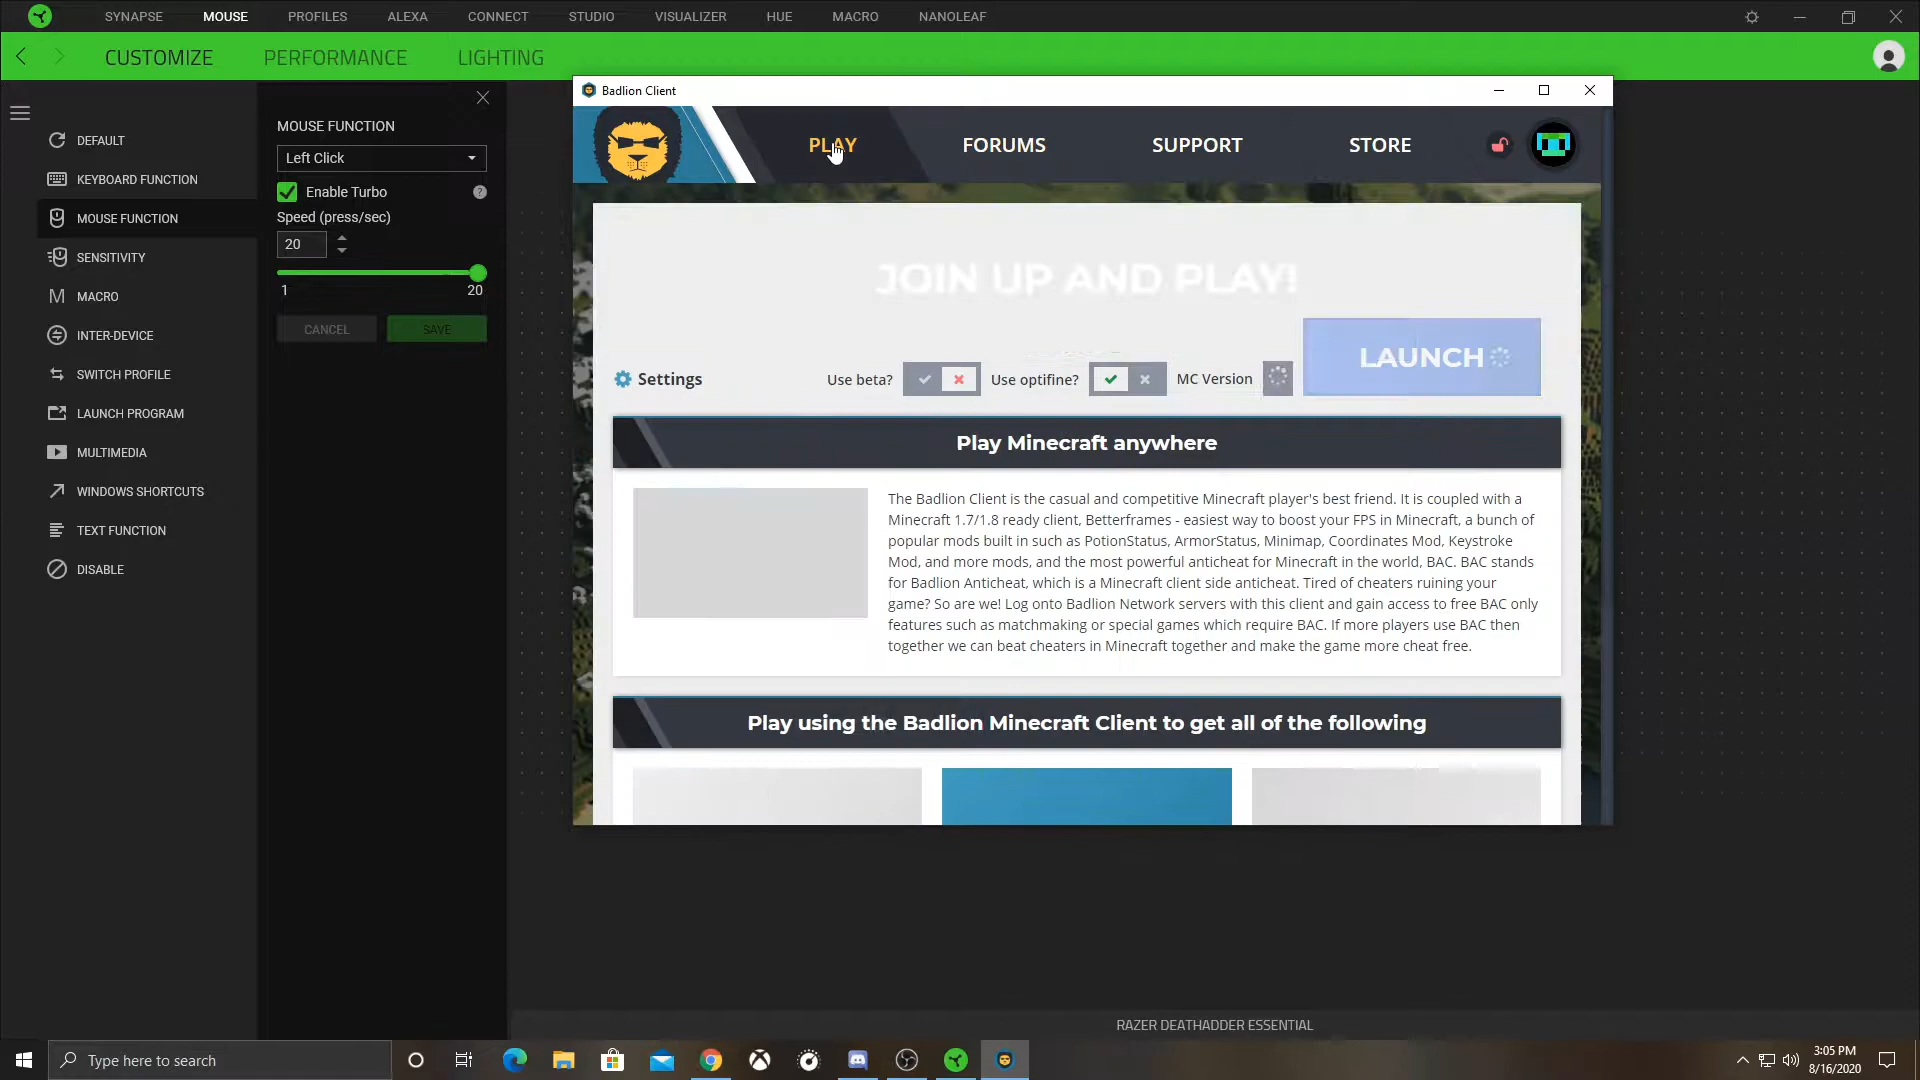 SYNAPSE MOUSE PROFILES ALEXA CONNECT STUDIO VISUALIZER HUE MACRO NANOLEAF
CUSTOMIZE PERFORMANCE LIGHTING
DEFAULT
KEYBOARD FUNCTION
MOUSE FUNCTION
SENSITIVITY
MACRO
INTER-DEVICE
SWITCH PROFILE
LAUNCH PROGRAM
MULTIMEDIA
WINDOWS SHORTCUTS
TEXT FUNCTION
DISABLE
MOUSE FUNCTION
Left Click
Enable Turbo
Speed (press/sec)
20
1 20
CANCEL SAVE
Badlion Client
PLAY FORUMS SUPPORT STORE
JOIN UP AND PLAY!
Settings Use beta? Use optifine? MC Version LAUNCH
Play Minecraft anywhere
The Badlion Client is the casual and competitive Minecraft player's best friend. It is coupled with a
Minecraft 1.7/1.8 ready client, Betterframes - easiest way to boost your FPS in Minecraft, a bunch of
popular mods built in such as PotionStatus, ArmorStatus, Minimap, Coordinates Mod, Keystroke
Mod, and more mods, and the most powerful anticheat for Minecraft in the world, BAC. BAC stands
for Badlion Anticheat, which is a Minecraft client side anticheat. Tired of cheaters ruining your
game? So are we! Log onto Badlion Network servers with this client and gain access to free BAC only
features such as matchmaking or special games which require BAC. If more players use BAC then
together we can beat cheaters in Minecraft together and make the game more cheat free.
Play using the Badlion Minecraft Client to get all of the following
RAZER DEATHADDER ESSENTIAL
Type here to search
3:05 PM
8/16/2020